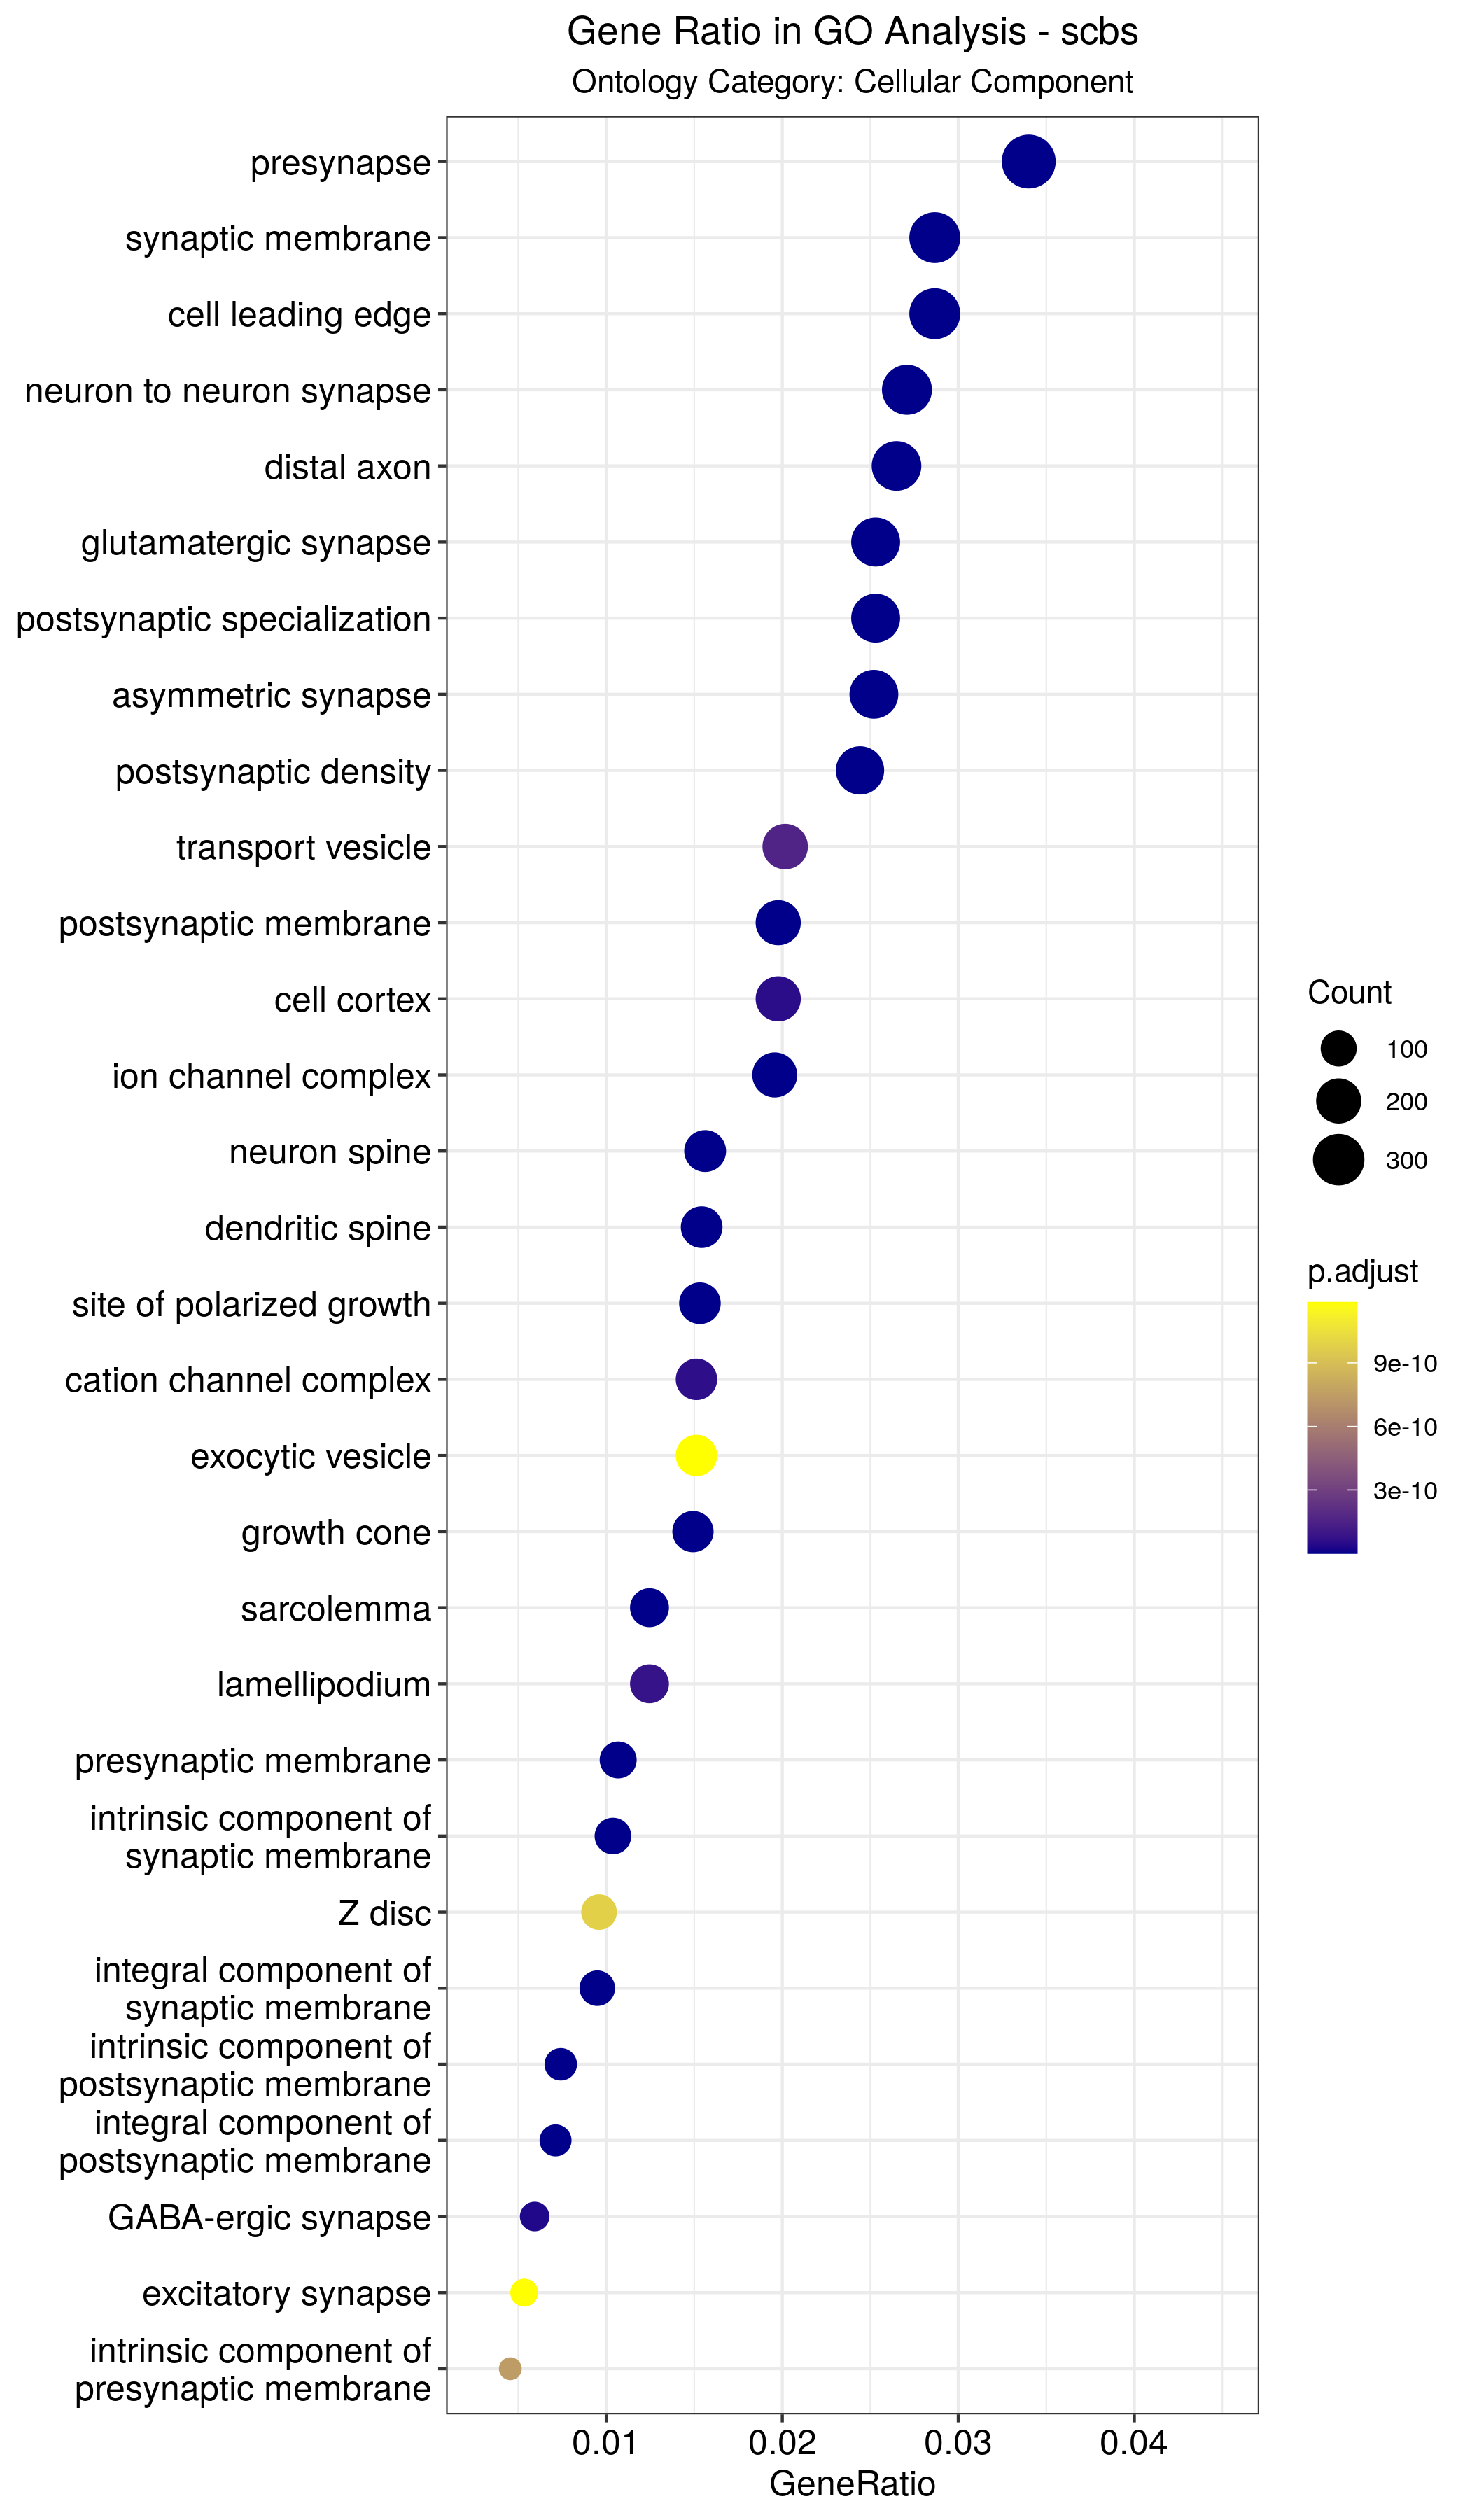 Gene Ratio in GO Analysis - scbs
Ontology Category: Cellular Component
presynapse
synaptic membrane
cell leading edge
neuron to neuron synapse
distal axon
glutamatergic synapse
postsynaptic specialization
asymmetric synapse
postsynaptic density
transport vesicle
postsynaptic membrane
cell cortex
ion channel complex
neuron spine
dendritic spine
site of polarized growth
cation channel complex
exocytic vesicle
growth cone
sarcolemma
lamellipodium
presynaptic membrane
intrinsic component of
synaptic membrane
Z disc
integral component of
synaptic membrane
intrinsic component of
postsynaptic membrane
integral component of
postsynaptic membrane
GABA-ergic synapse
excitatory synapse
intrinsic component of
presynaptic membrane
0.01 0.02 0.03 0.04
GeneRatio
Count
100
200
300
p.adjust
9e-10
6e-10
3e-10